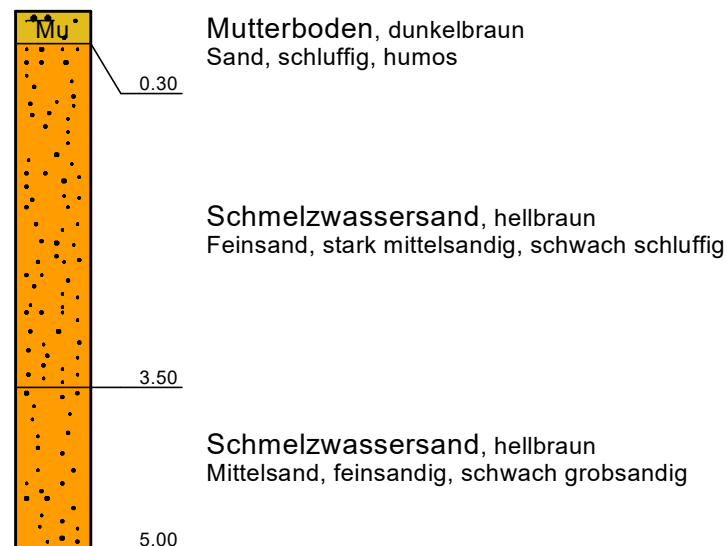 Mu
Mutterboden, dunkelbraun
Sand, schluffig, humos
0.30
Schmelzwassersand, hellbraun
Feinsand, stark mittelsandig, schwach schluffig
3.50
Schmelzwassersand, hellbraun
Mittelsand, feinsandig, schwach grobsandig
5.00